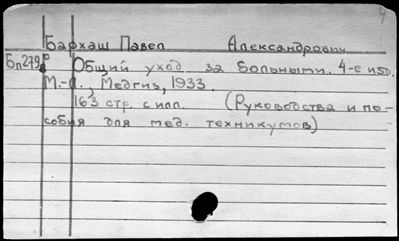 Бархаш Павел Александрович
Бп279
Общий уход за больными. 4-е изд.
М.-Л., Медгиз, 1933.
163 стр. с илл. (Руководства и по-
собия для мед. техникумов)